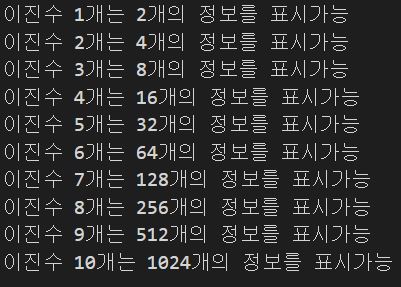 이진수 1개는 2개의 정보를 표시가능
이진수 2개는 4개의 정보를 표시가능
이진수 3개는 8개의 정보를 표시가능
이진수 4개는 16개의 정보를 표시가능
이진수 5개는 32개의 정보를 표시가능
이진수 6개는 64개의 정보를 표시가능
이진수 7개는 128개의 정보를 표시가능
이진수 8개는 256개의 정보를 표시가능
이진수 9개는 512개의 정보를 표시가능
이진수 10개는 1024개의 정보를 표시가능